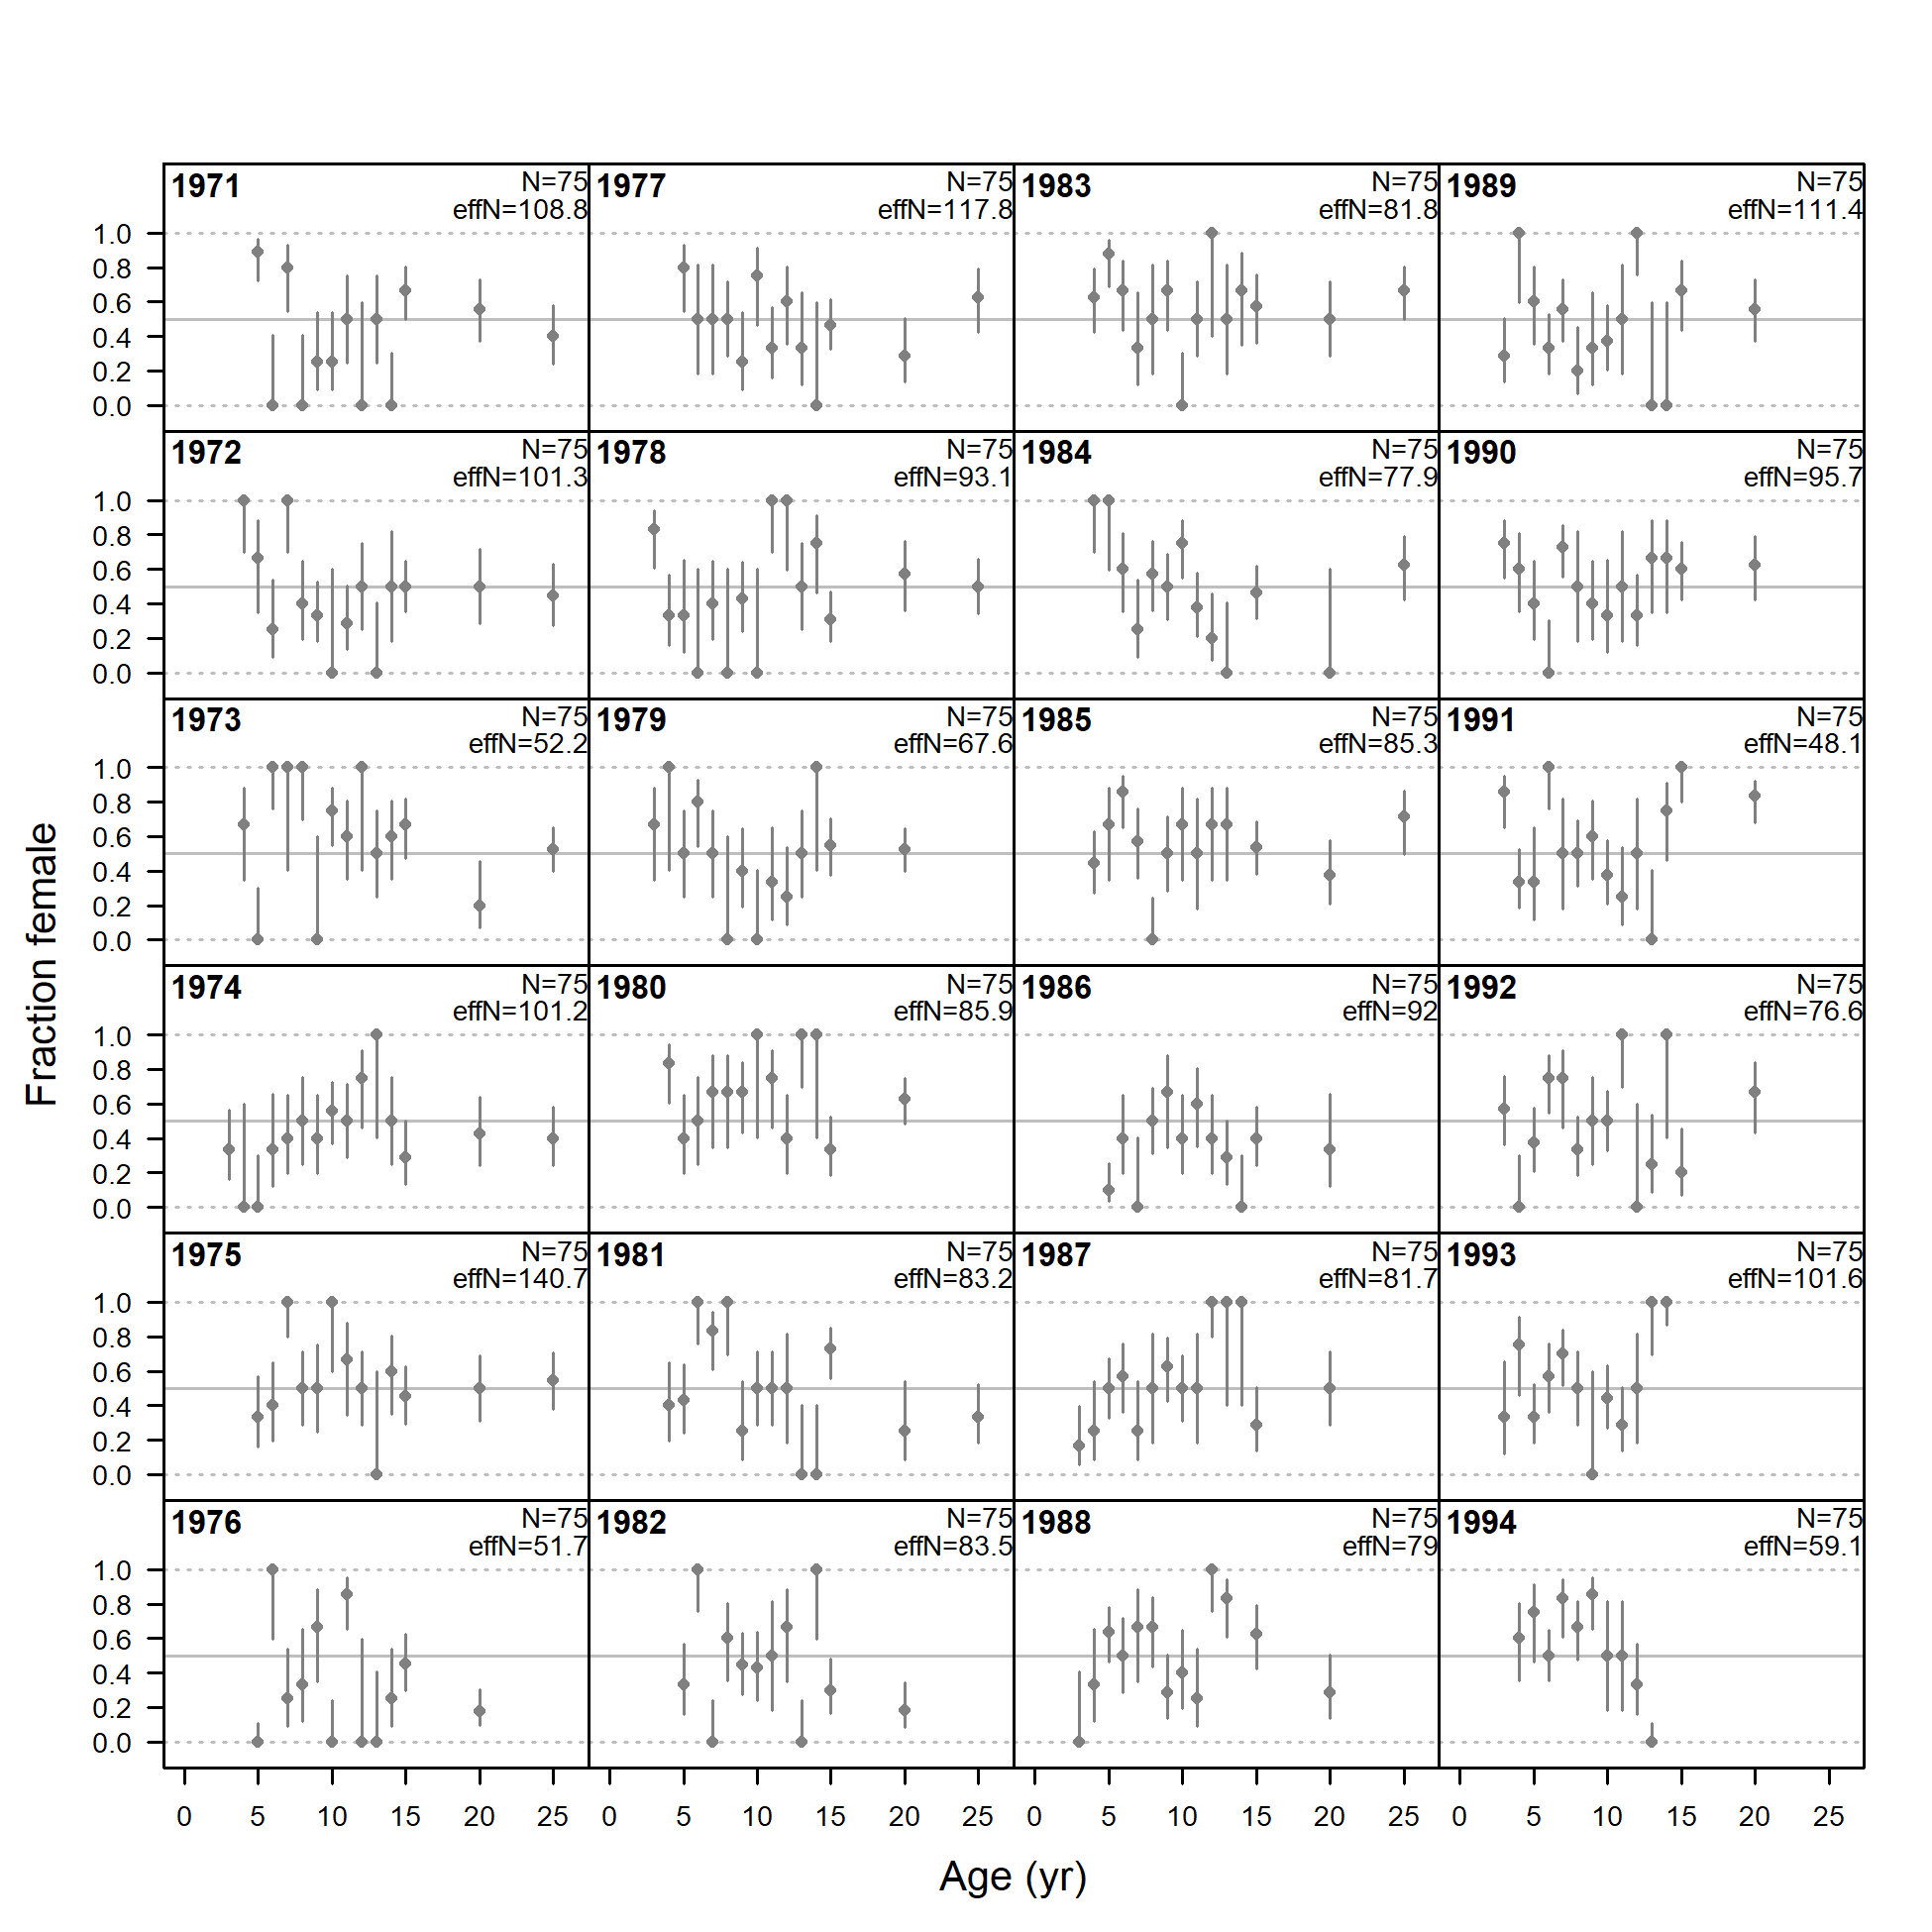 1971 N=75 1977 N=75 1983 N=75 1989 N=75
effN=108.8 effN=117.8 effN=81.8 effN=111.4
1.0
0.8
0.6
0.4
0.2
0.0
1972 N=75 1978 N=75 1984 N=75 1990 N=75
effN=101.3 effN=93.1 effN=77.9 effN=95.7
1.0
0.8
0.6
0.4
0.2
0.0
1973 N=75 1979 N=75 1985 N=75 1991 N=75
effN=52.2 effN=67.6 effN=85.3 effN=48.1
1.0
0.8
0.6
0.4
0.2
0.0
1974 N=75 1980 N=75 1986 N=75 1992 N=75
effN=101.2 effN=85.9 effN=92 effN=76.6
1.0
0.8
0.6
0.4
0.2
0.0
1975 N=75 1981 N=75 1987 N=75 1993 N=75
effN=140.7 effN=83.2 effN=81.7 effN=101.6
1.0
0.8
0.6
0.4
0.2
0.0
1976 N=75 1982 N=75 1988 N=75 1994 N=75
effN=51.7 effN=83.5 effN=79 effN=59.1
1.0
0.8
0.6
0.4
0.2
0.0
0 5 10 15 20 25 0 5 10 15 20 25 0 5 10 15 20 25 0 5 10 15 20 25
Age (yr)
Fraction female